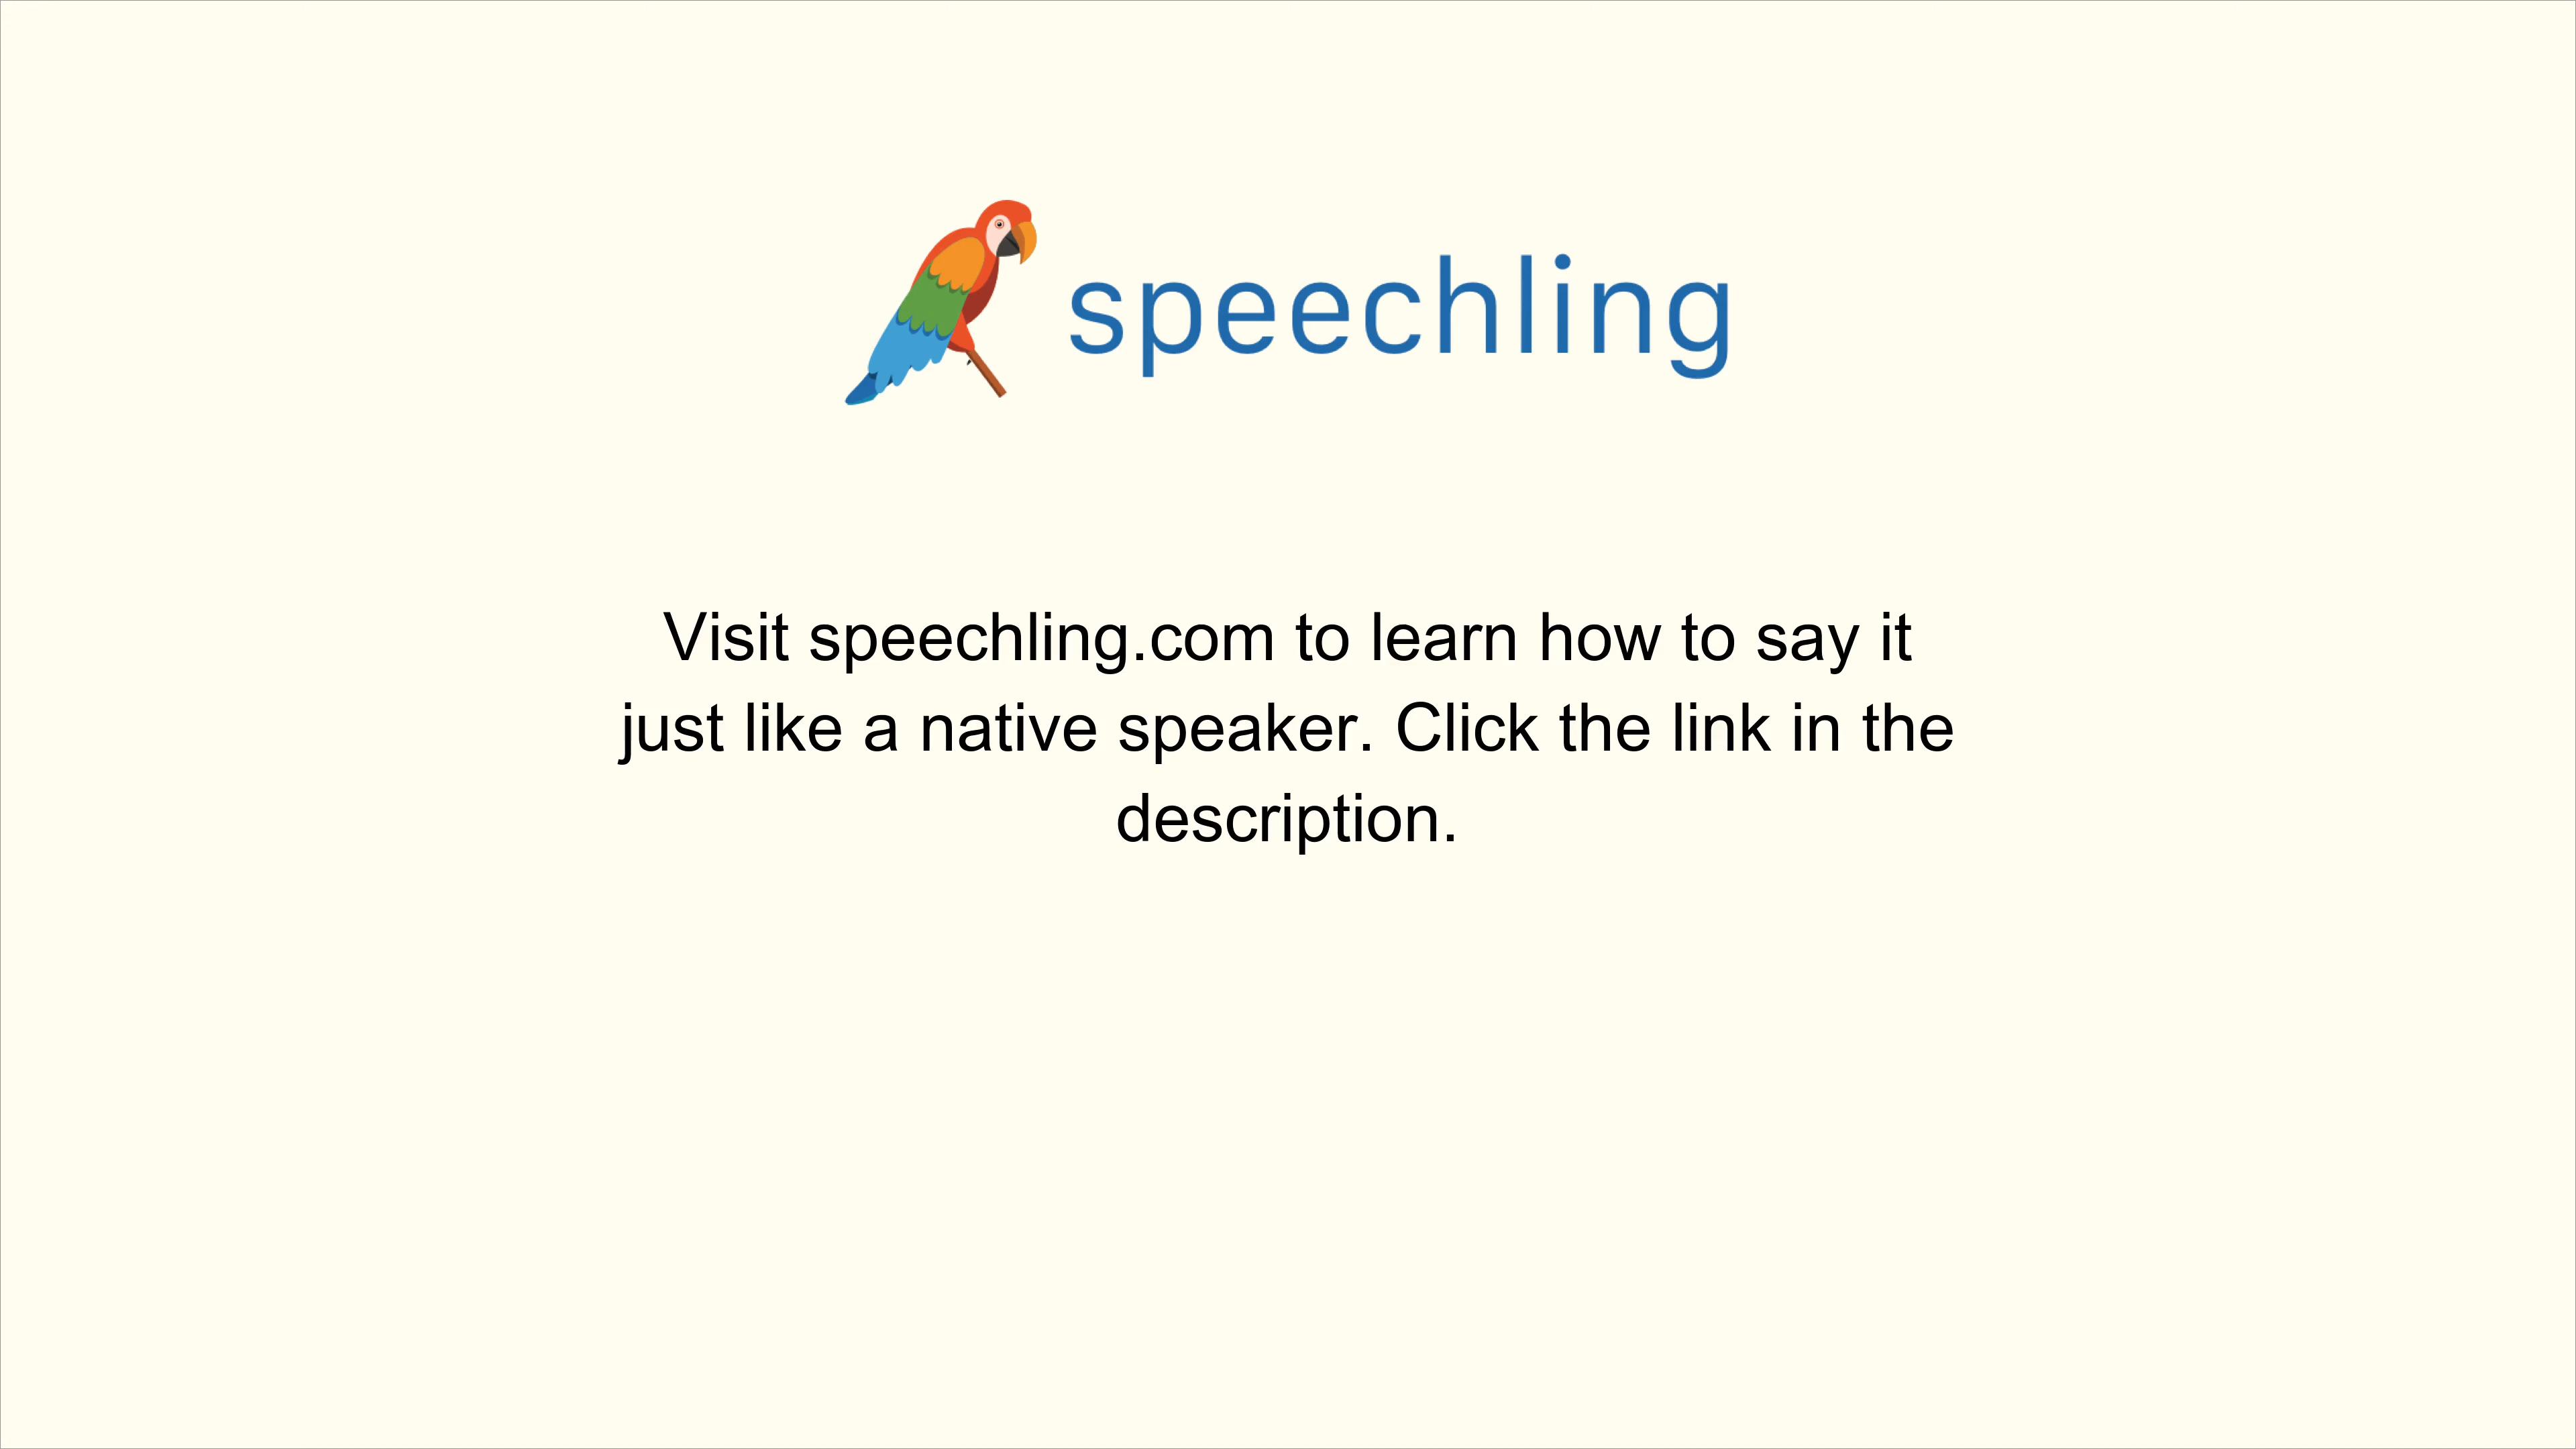 speechling
Visit speechling.com to learn how to say it
just like a native speaker. Click the link in the
description.